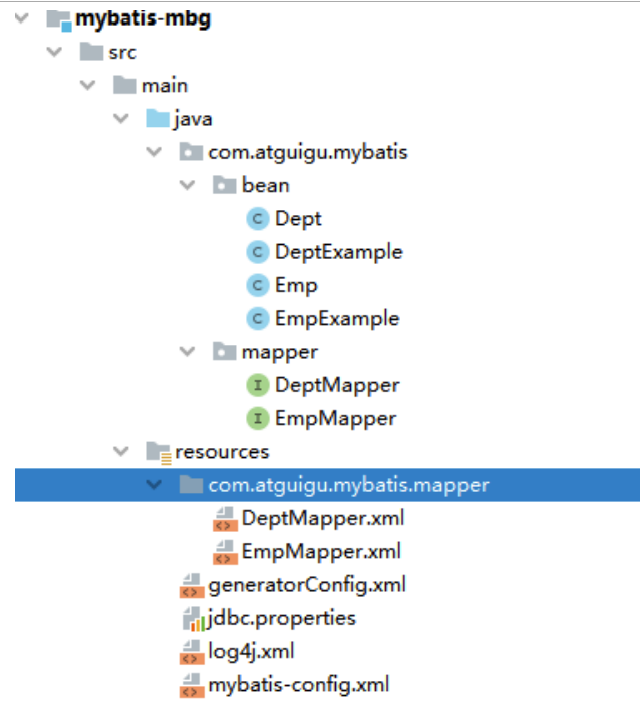 mybatis-mbg
src
main
java
com.atguigu.mybatis
bean
C Dept
C DeptExample
C Emp
C EmpExample
mapper
I DeptMapper
I EmpMapper
resources
com.atguigu.mybatis.mapper
DeptMapper.xml
EmpMapper.xml
generatorConfig.xml
jdbc.properties
log4j.xml
mybatis-config.xml